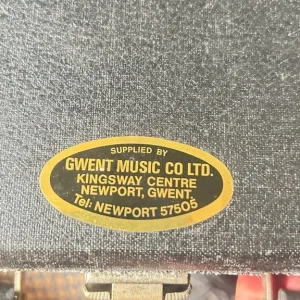 SUPPLIED BY
GWENT MUSIC CO LTD.
KINGSWAY CENTRE
NEWPORT, GWENT.
Tel: NEWPORT 57505